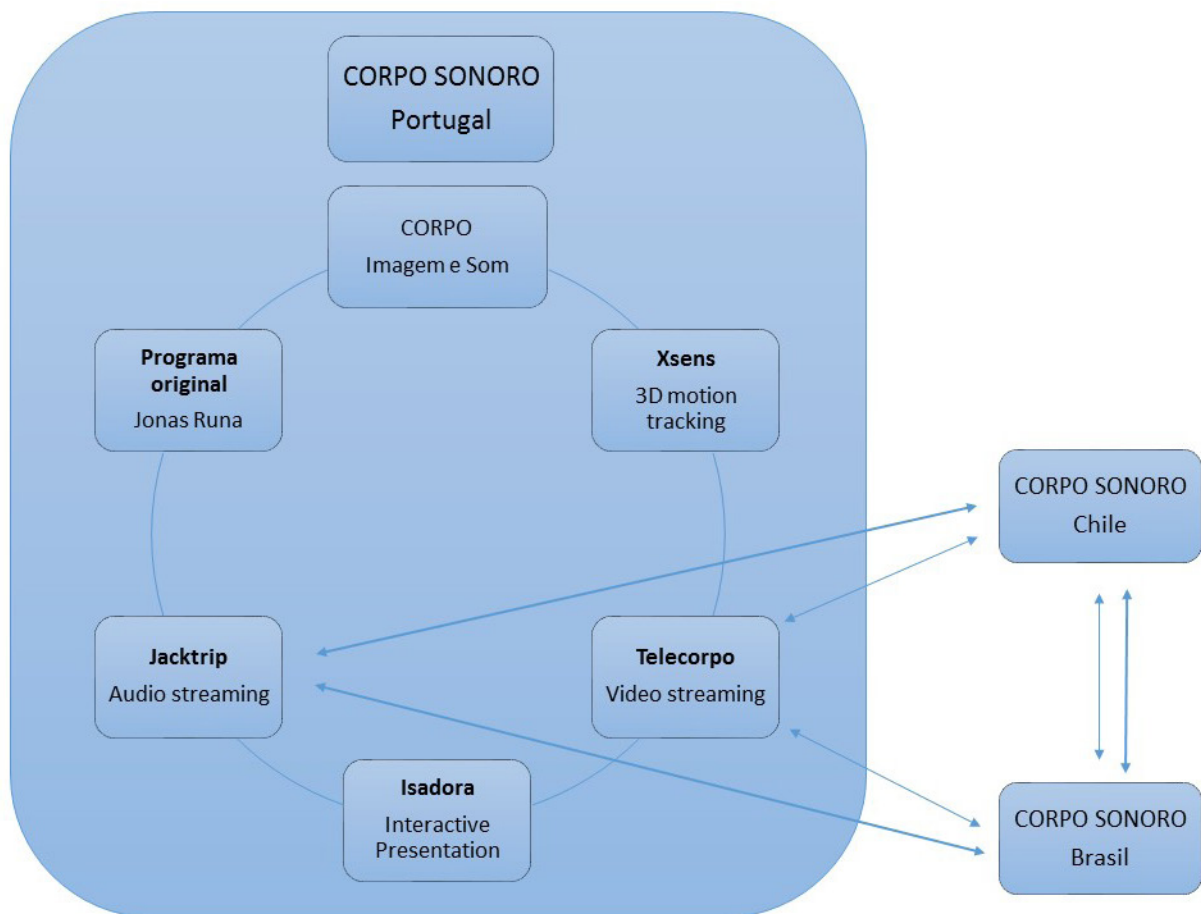 CORPO SONORO
Portugal
CORPO
Imagem e Som
Programa
original
Jonas Runa
Xsens
3D motion
tracking
Jacktrip
Audio streaming
Telecorpo
Video streaming
Isadora
Interactive
Presentation
CORPO SONORO
Chile
CORPO SONORO
Brasil